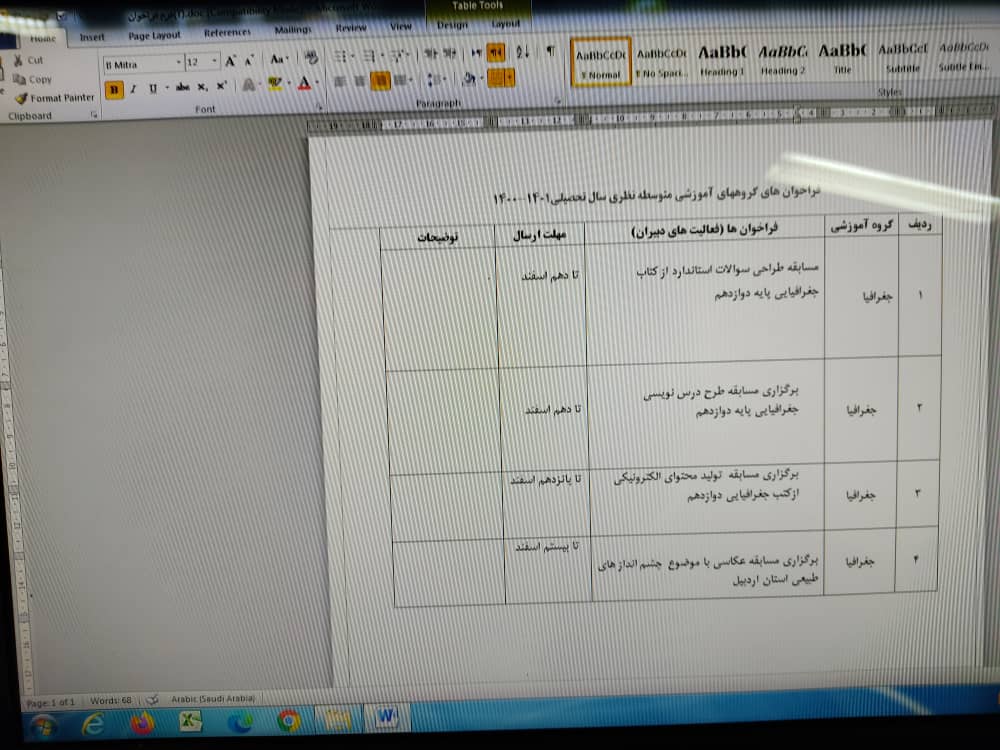 Table Tools
Home Insert Page Layout References Mailings Review View Design Layout
Cut
Copy
Format Painter
Clipboard
B Mitra 12
Font
Paragraph
AaBbCcDc AaBbCcDc AaBbC AaBbCc AaBbC AaBbCcI AaBbCcDc
¶ Normal ¶ No Spaci... Heading 1 Heading 2 Title Subtitle Subtle Em...
Styles
فراخوان های گروههای آموزشی متوسطه نظری سال تحصیلی۱۴۰۱-۱۴۰۰
ردیف گروه آموزشی فراخوان ها (فعالیت های دبیران) مهلت ارسال توضیحات
۱ جغرافیا مسابقه طراحی سوالات استاندارد از کتاب
جغرافیایی پایه دوازدهم
تا دهم اسفند
۲ جغرافیا برگزاری مسابقه طرح درس نویسی
جغرافیایی پایه دوازدهم
تا دهم اسفند
۳ جغرافیا برگزاری مسابقه تولید محتوای الکترونیکی
ازکتب جغرافیایی دوازدهم
تا پانزدهم اسفند
۴ جغرافیا برگزاری مسابقه عکاسی با موضوع چشم انداز های
طبیعی استان اردبیل
تا بیستم اسفند
Page: 1 of 1 Words: 68 Arabic (Saudi Arabia)